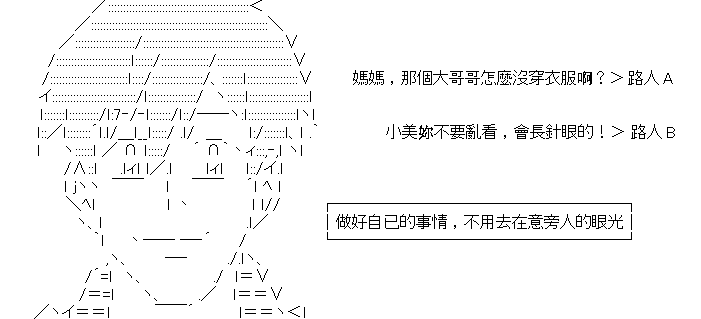 媽媽，那個大哥哥怎麼沒穿衣服啊？＞路人A
小美妳不要亂看，會長針眼的！＞路人B
做好自已的事情，不用去在意旁人的眼光